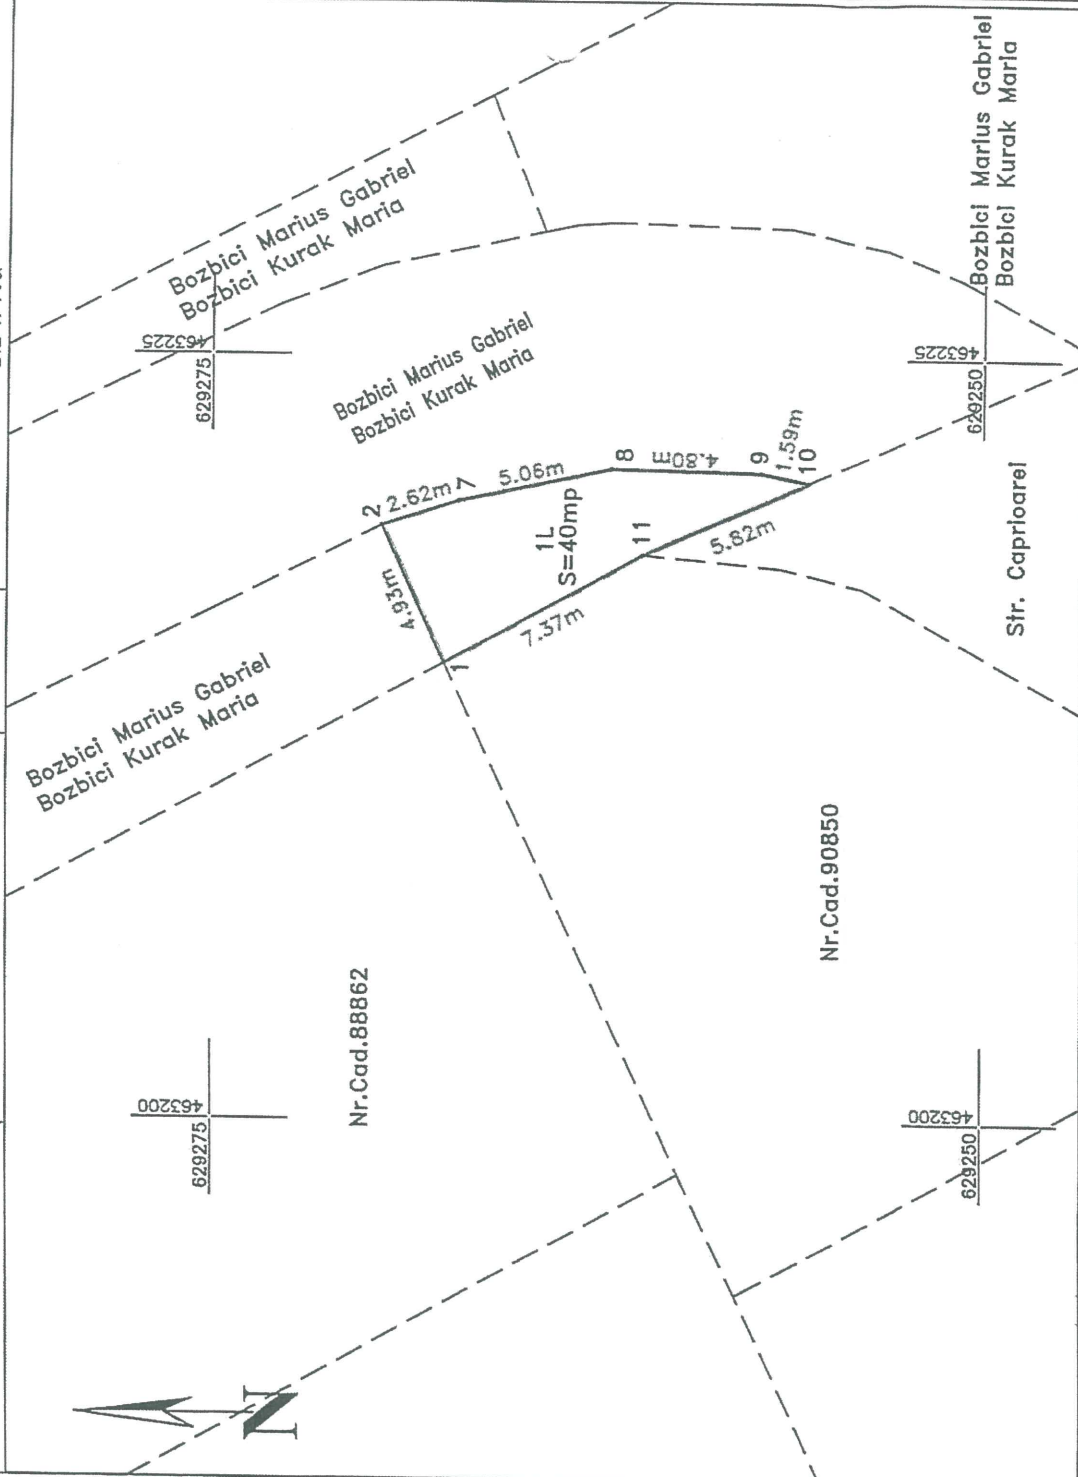 Bozbici Marius Gabriel
Bozbici Kurak Maria
463225
629275
Bozbici Marius Gabriel
Bozbici Kurak Maria
Bozbici Marius Gabriel
Bozbici Kurak Maria
463225
629250
Bozbici Marius Gabriel
Bozbici Kurak Maria
2
2.62m
5.06m
8
4.80m
9
1.59m
10
4.93m
1L
S=40mp
11
5.82m
7.37m
1
Str. Caprioarei
Nr.Cad.88862
Nr.Cad.90850
463200
629275
463200
629250
N